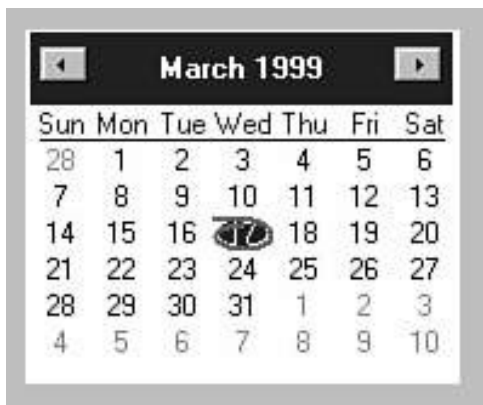 March 1999
Sun Mon Tue Wed Thu Fri Sat
28 1 2 3 4 5 6
7 8 9 10 11 12 13
14 15 16 17 18 19 20
21 22 23 24 25 26 27
28 29 30 31 1 2 3
4 5 6 7 8 9 10